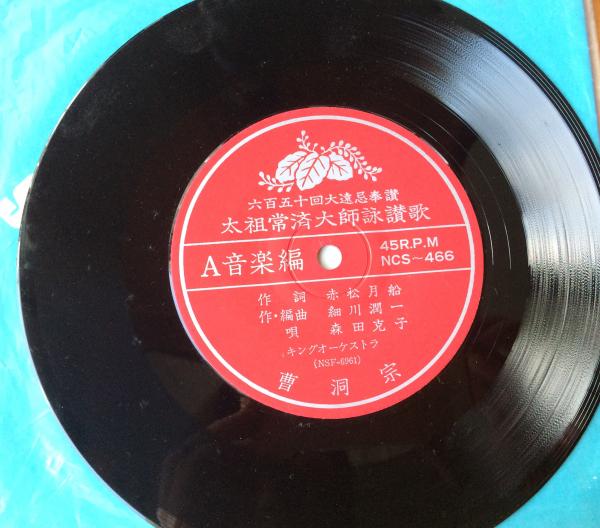 六百五十回大遠忌奉讃
太祖常済大師詠讃歌
A音楽編
45R.P.M
NCS~466
作詞 赤松月船
作・編曲 細川潤一
唄 森田克子
キングオーケストラ
(NSF-6961)
曹洞宗